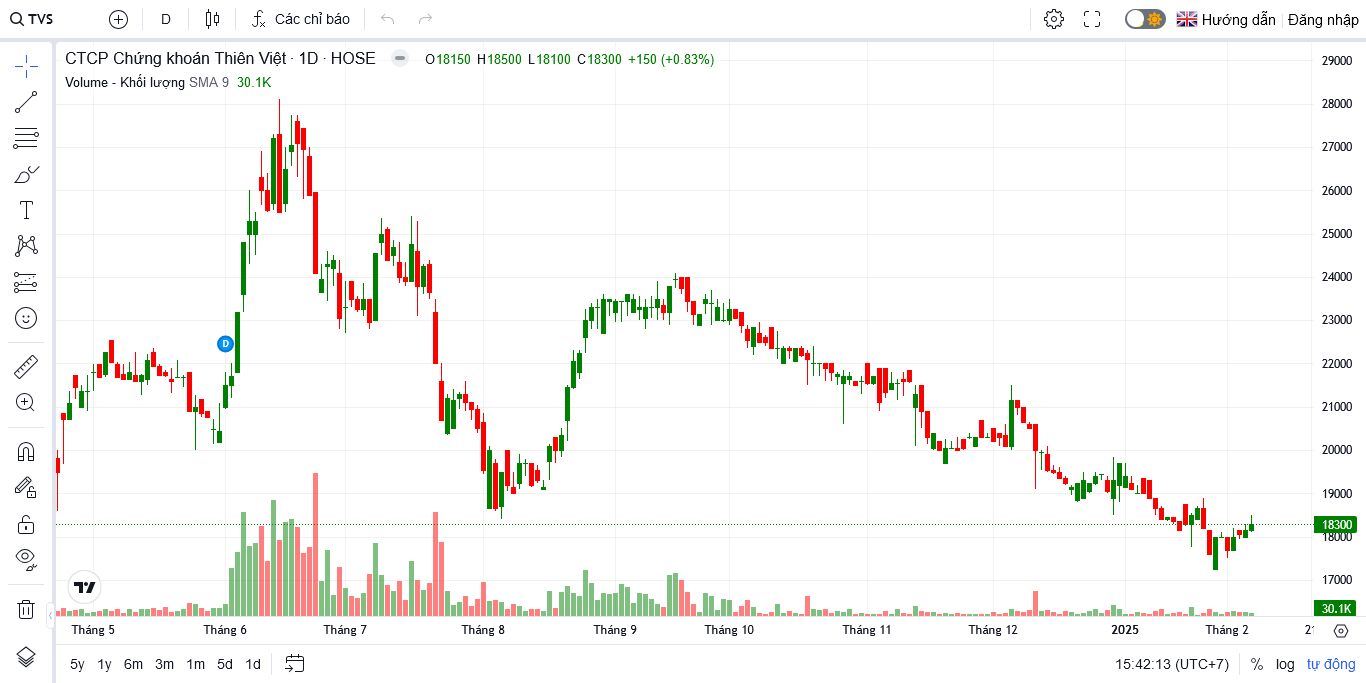 TVS D Các chỉ báo Hướng dẫn Đăng nhập
CTCP Chứng khoán Thiên Việt · 1D · HOSE O18150 H18500 L18100 C18300 +150 (+0.83%)
Volume - Khối lượng SMA 9 30.1K
29000
28000
27000
26000
25000
24000
23000
D
22000
21000
20000
19000
18300
18000
17000
30.1K
Tháng 5 Tháng 6 Tháng 7 Tháng 8 Tháng 9 Tháng 10 Tháng 11 Tháng 12 2025 Tháng 2 21
5y 1y 6m 3m 1m 5d 1d 15:42:13 (UTC+7) % log tự động